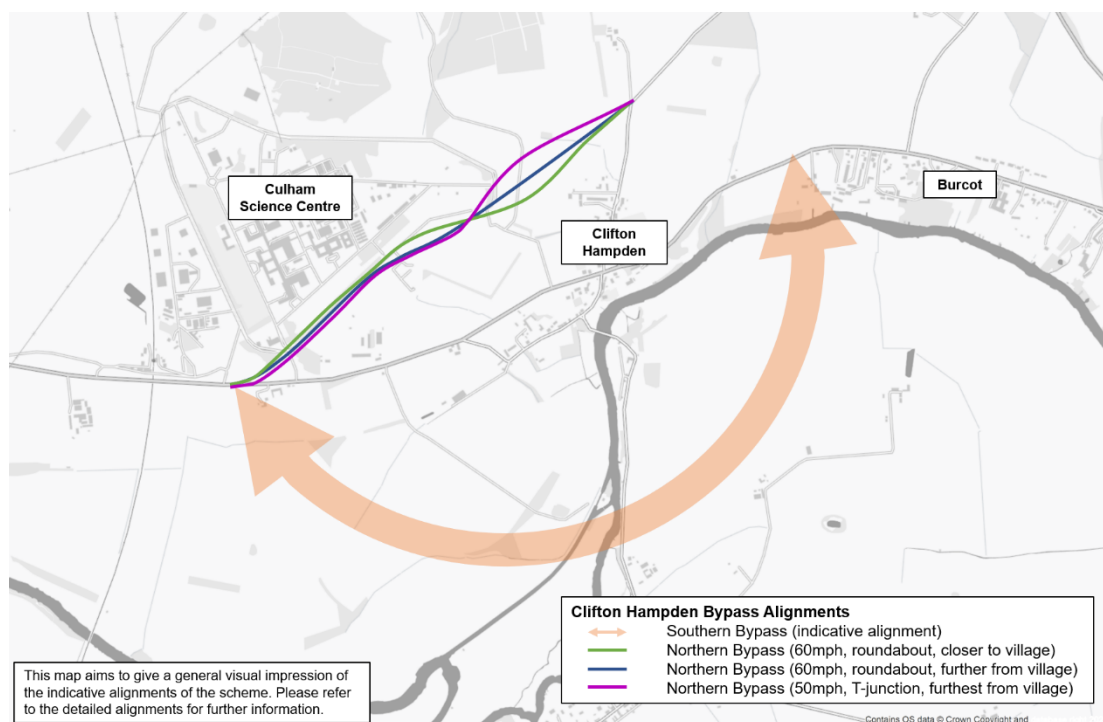 Culham
Science Centre
Burcot
Clifton
Hampden
Clifton Hampden Bypass Alignments
Southern Bypass (indicative alignment)
Northern Bypass (60mph, roundabout, closer to village)
Northern Bypass (60mph, roundabout, further from village)
Northern Bypass (50mph, T-junction, furthest from village)
This map aims to give a general visual impression
of the indicative alignments of the scheme. Please refer
to the detailed alignments for further information.
Contains OS data © Crown Copyright and